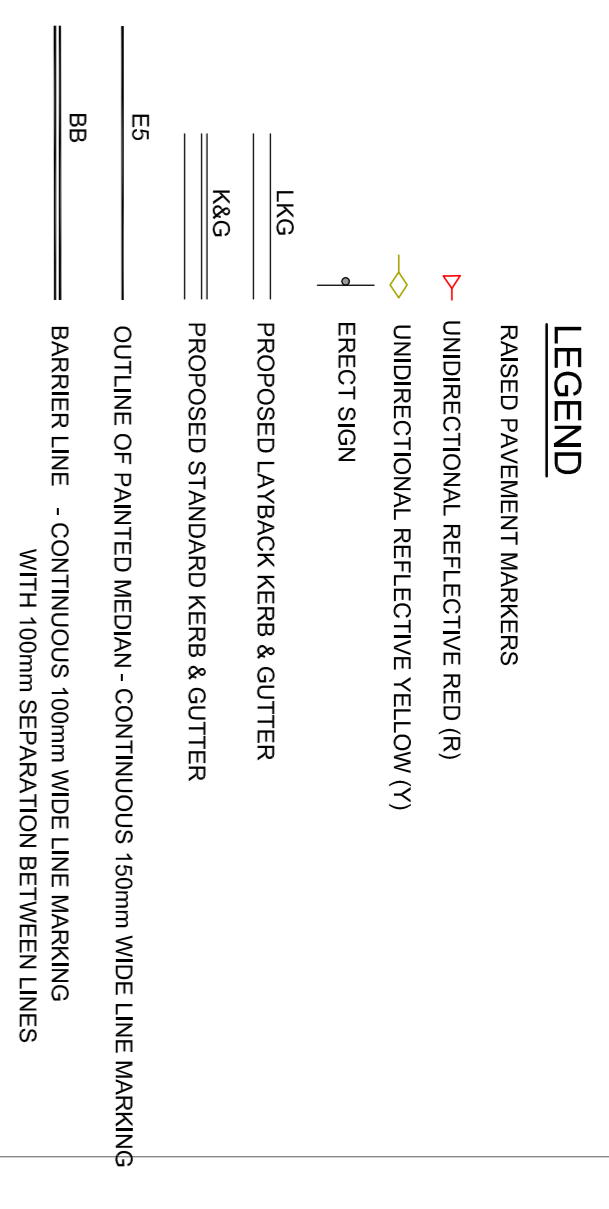 LEGEND
RAISED PAVEMENT MARKERS
UNIDIRECTIONAL REFLECTIVE RED (R)
UNIDIRECTIONAL REFLECTIVE YELLOW (Y)
ERECT SIGN
LKG PROPOSED LAYBACK KERB & GUTTER
K&G PROPOSED STANDARD KERB & GUTTER
E5 OUTLINE OF PAINTED MEDIAN - CONTINUOUS 150mm WIDE LINE MARKING
BB BARRIER LINE - CONTINUOUS 100mm WIDE LINE MARKING
WITH 100mm SEPARATION BETWEEN LINES